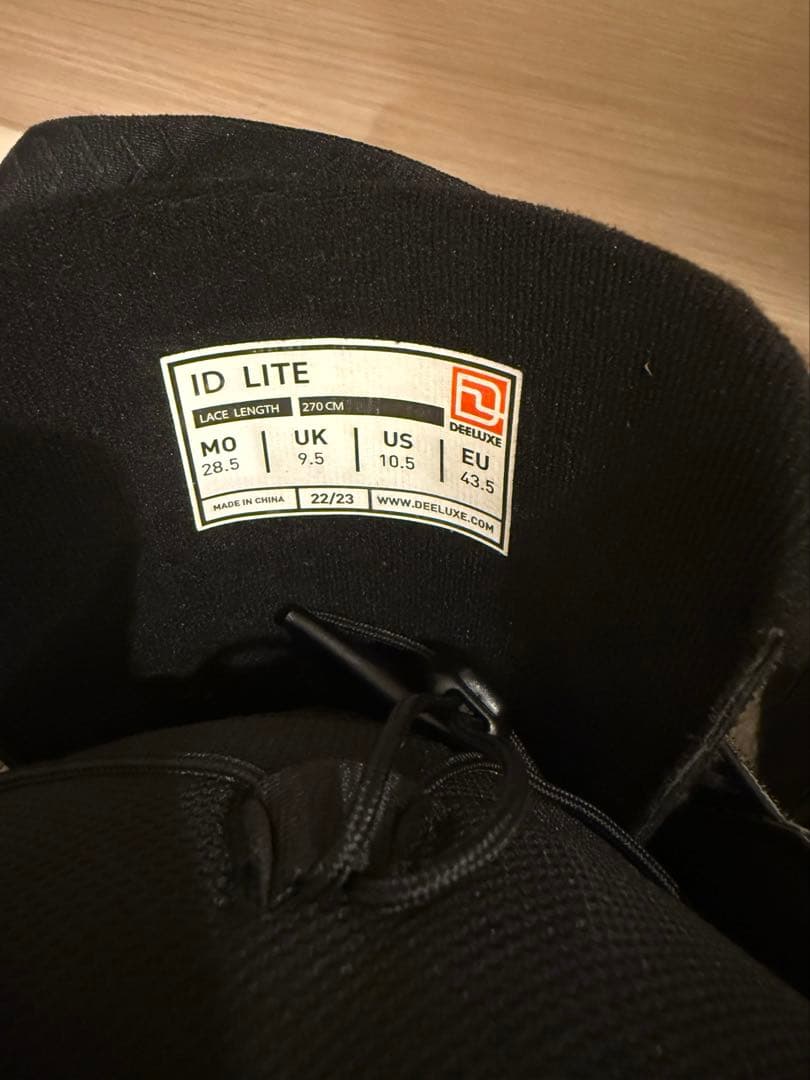 ID LITE
LACE LENGTH 270 CM
DEELUXE
MO UK US EU
28.5 9.5 10.5 43.5
MADE IN CHINA 22/23 WWW.DEELUXE.COM